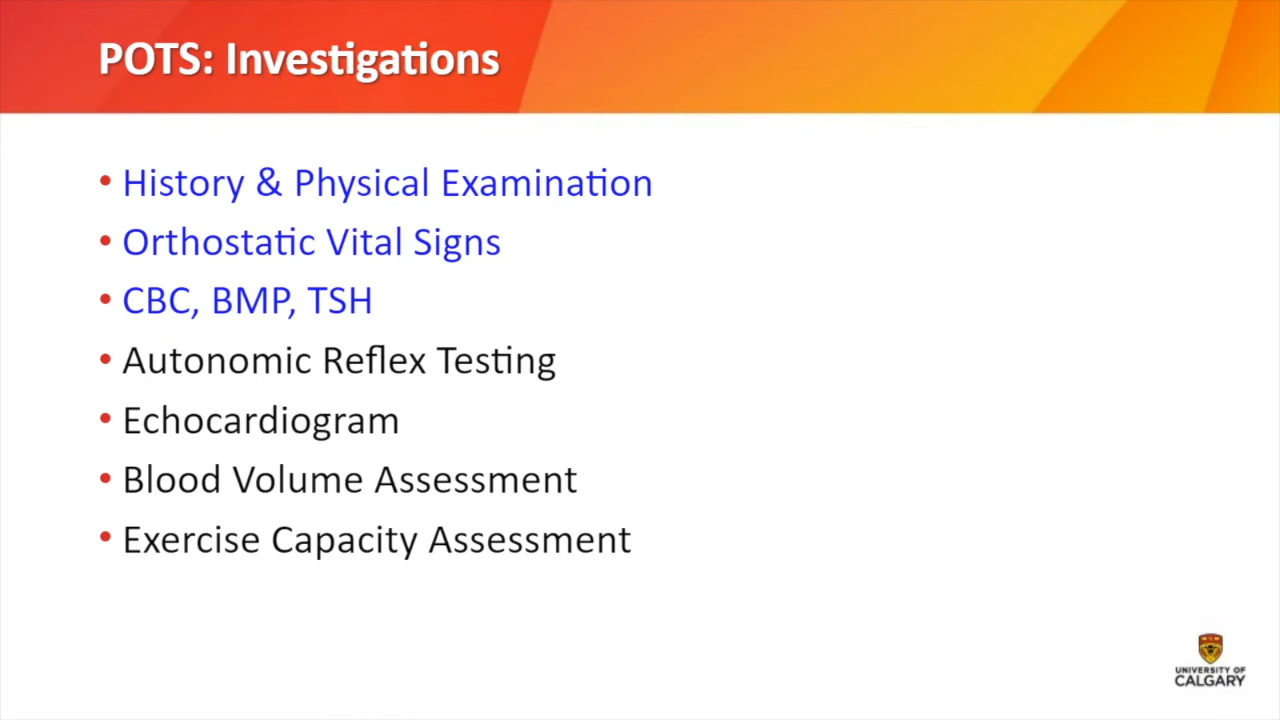 POTS: Investigations
• History & Physical Examination
• Orthostatic Vital Signs
• CBC, BMP, TSH
• Autonomic Reflex Testing
• Echocardiogram
• Blood Volume Assessment
• Exercise Capacity Assessment
UNIVERSITY OF
CALGARY